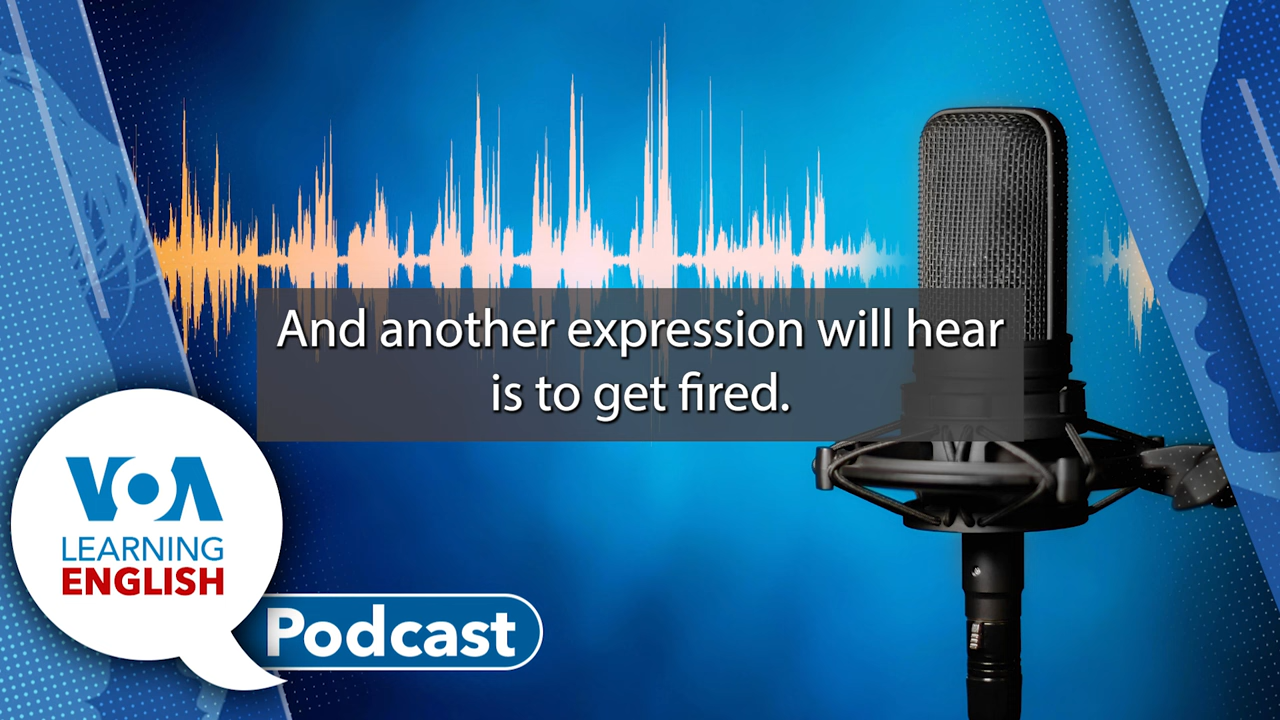 And another expression will hear
is to get fired.
VOA
LEARNING
ENGLISH
Podcast